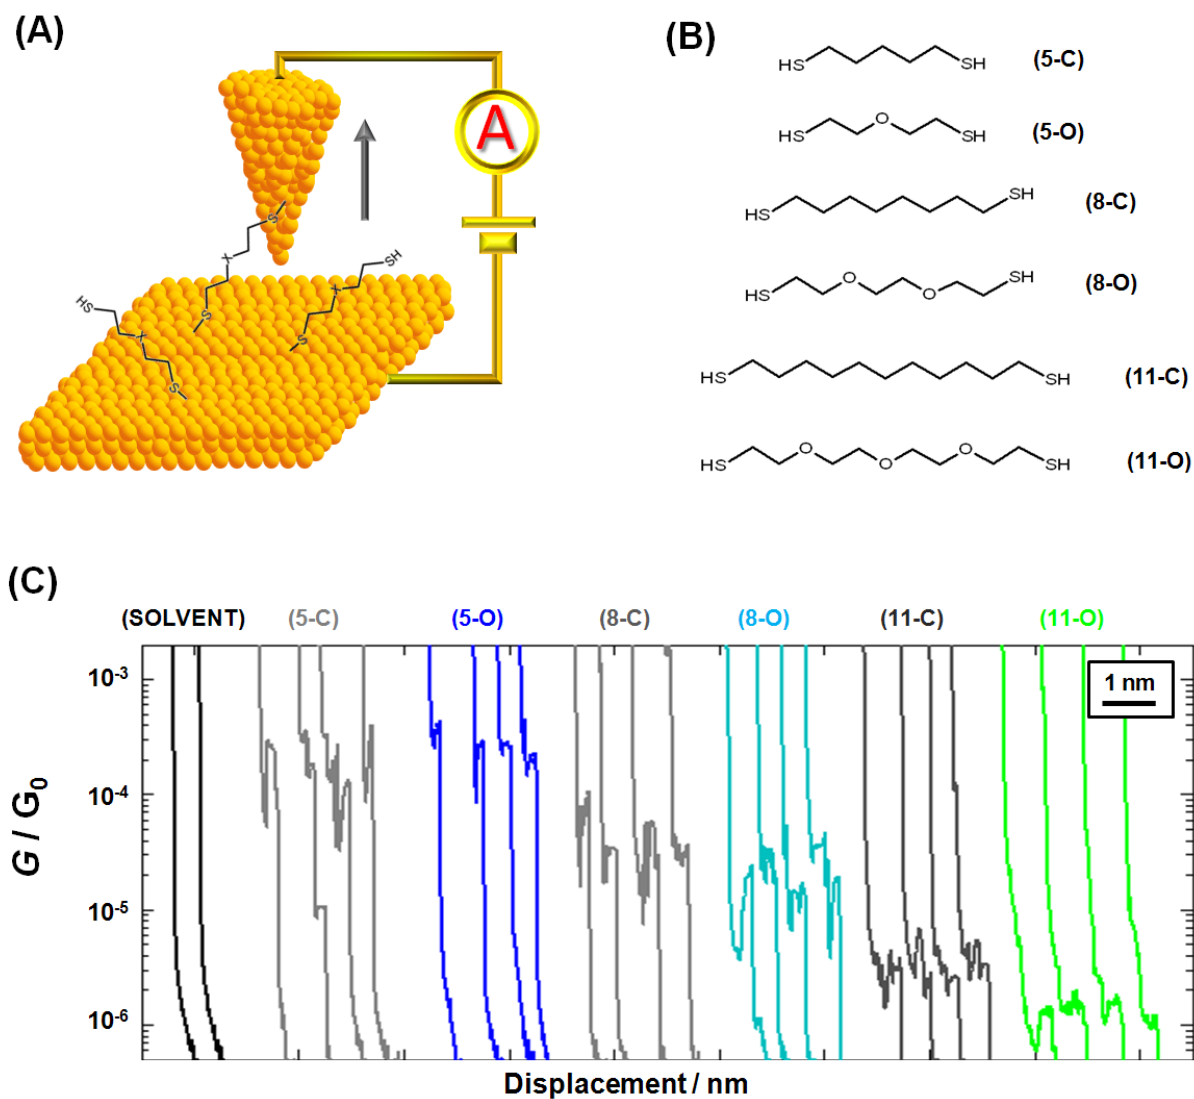 (A)
A
S
X
S
SH
X
S
HS
X
S
(B)
HS SH (5-C)
HS O SH (5-O)
HS SH (8-C)
HS O O SH (8-O)
HS SH (11-C)
HS O O O SH (11-O)
(C)
(SOLVENT) (5-C) (5-O) (8-C) (8-O) (11-C) (11-O)
1 nm
10-3
10-4
10-5
10-6
G / G0
Displacement / nm